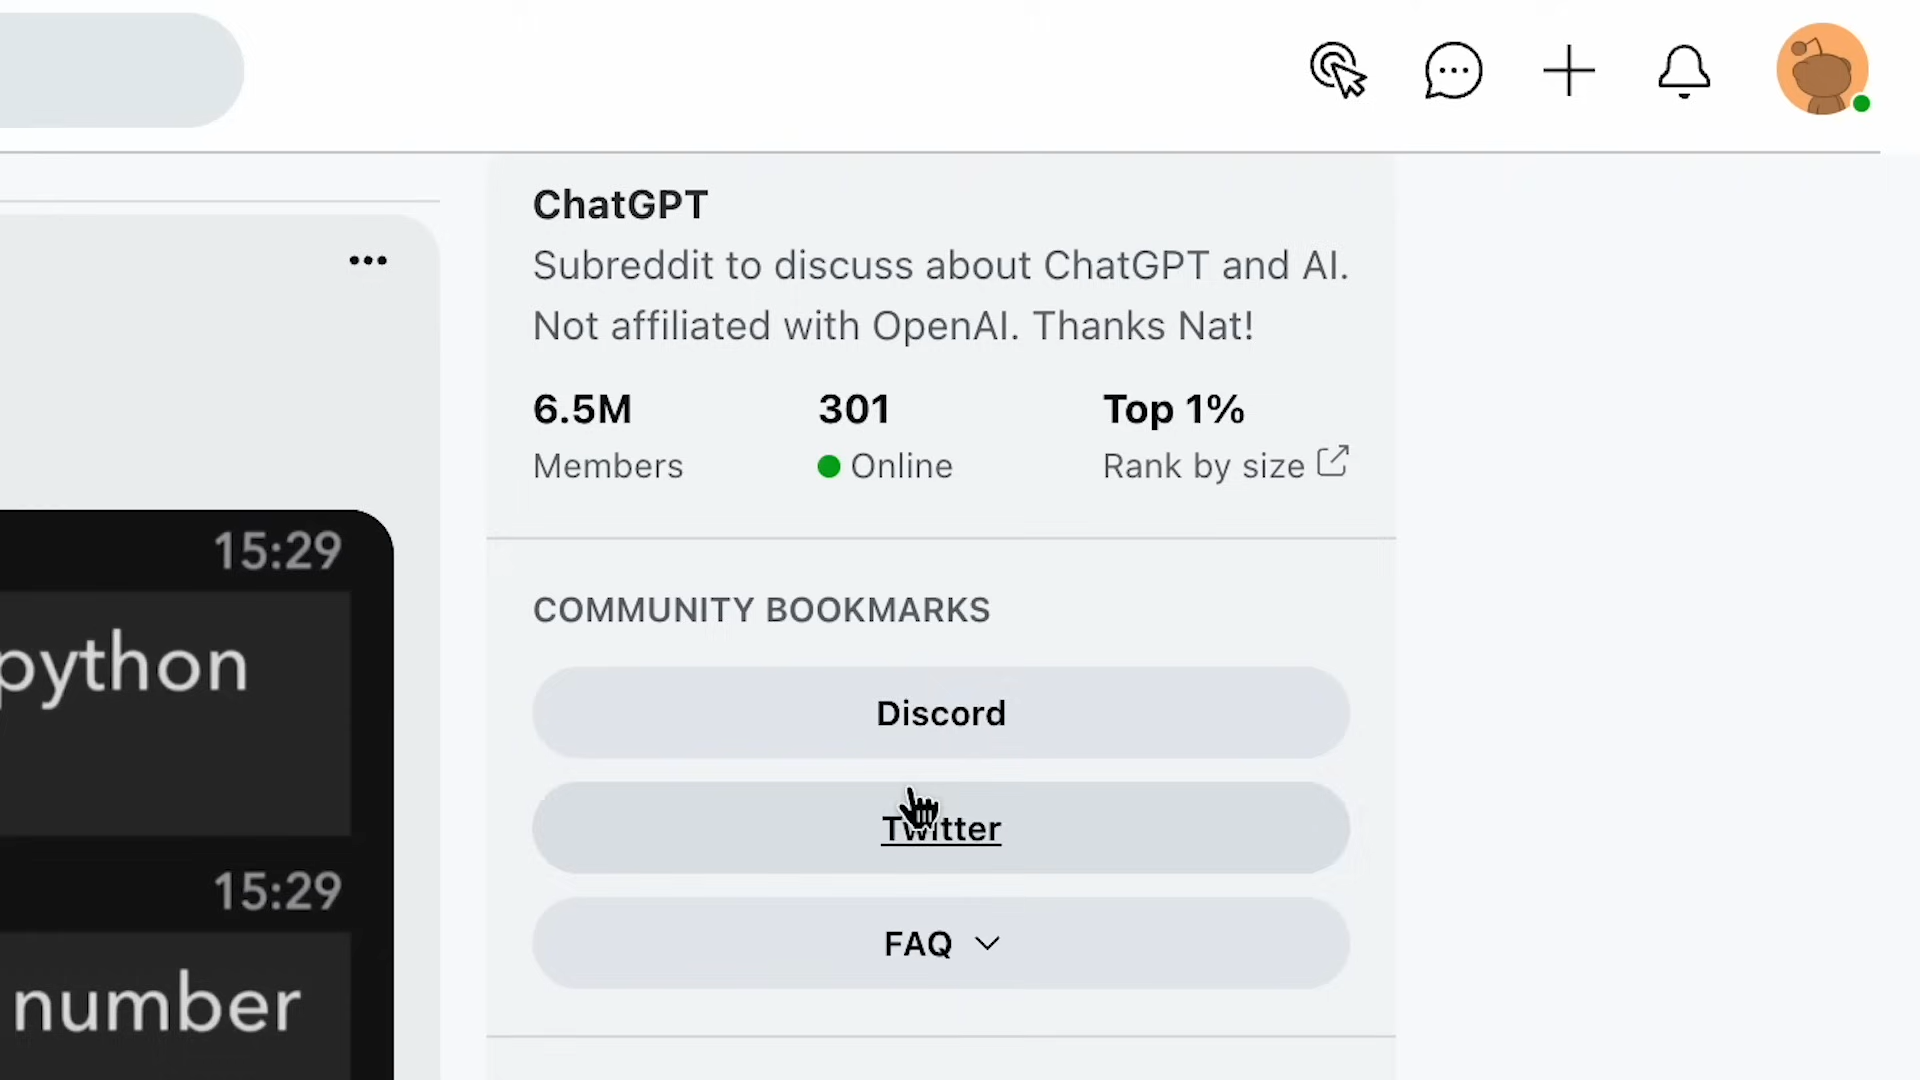 ChatGPT
Subreddit to discuss about ChatGPT and AI.
Not affiliated with OpenAI. Thanks Nat!
6.5M 301 Top 1%
Members Online Rank by size
15:29
python
15:29
number
COMMUNITY BOOKMARKS
Discord
Twitter
FAQ